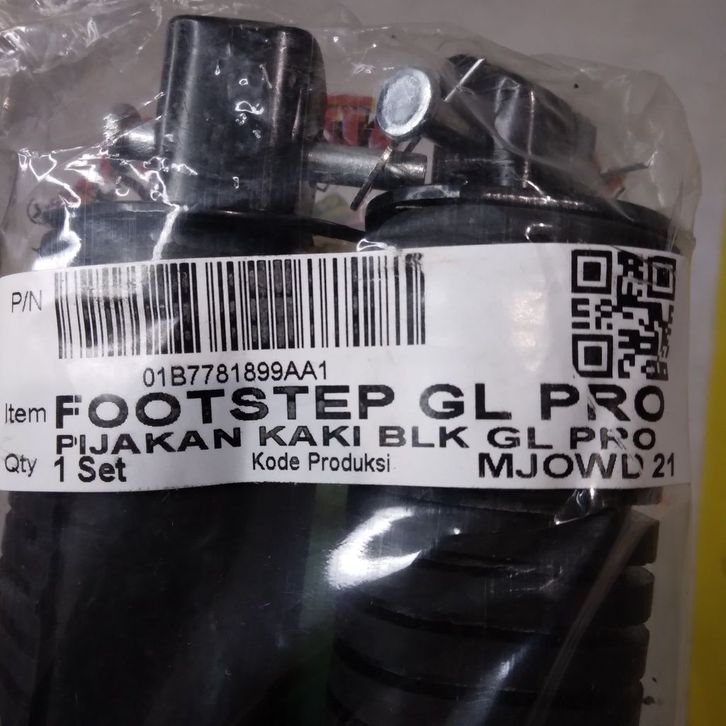 P/N
01B7781899AA1
Item FOOTSTEP GL PRO
PIJAKAN KAKI BLK GL PRO
Qty 1 Set Kode Produksi MJOWD 21